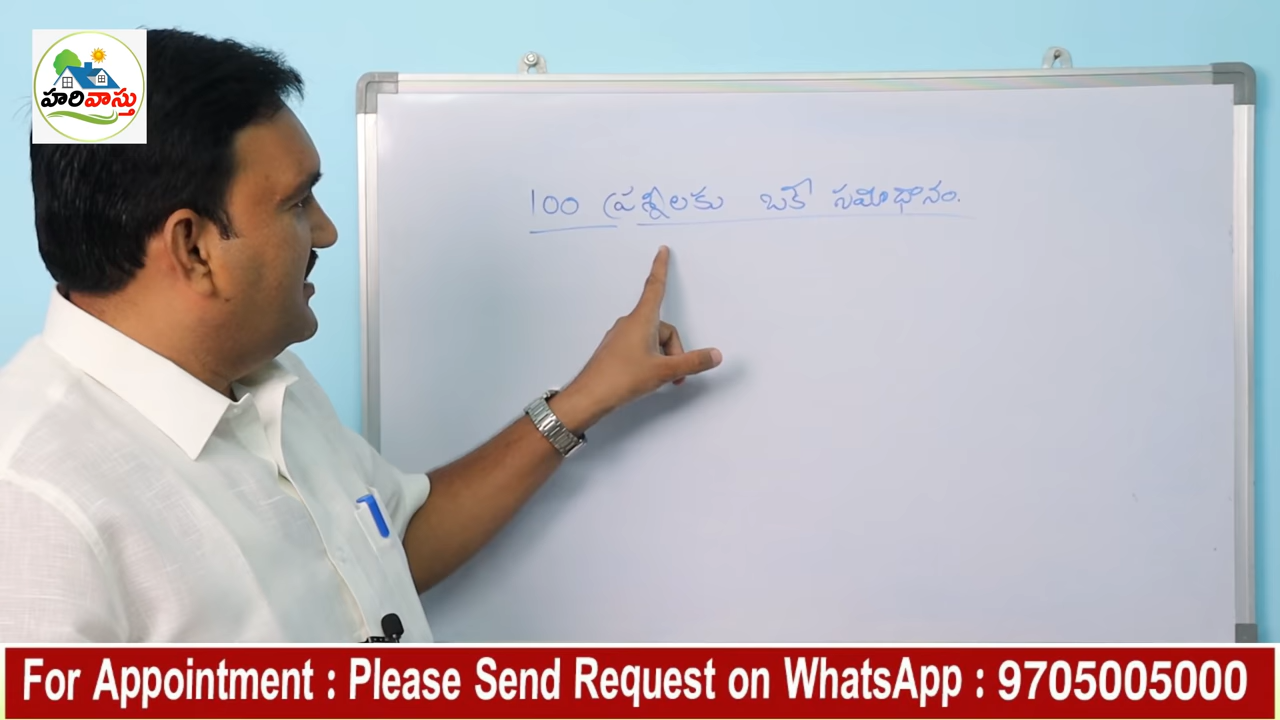 హరివాస్తు
100 ప్రశ్నలకు ఒకే సమాధానం.
For Appointment : Please Send Request on WhatsApp : 9705005000